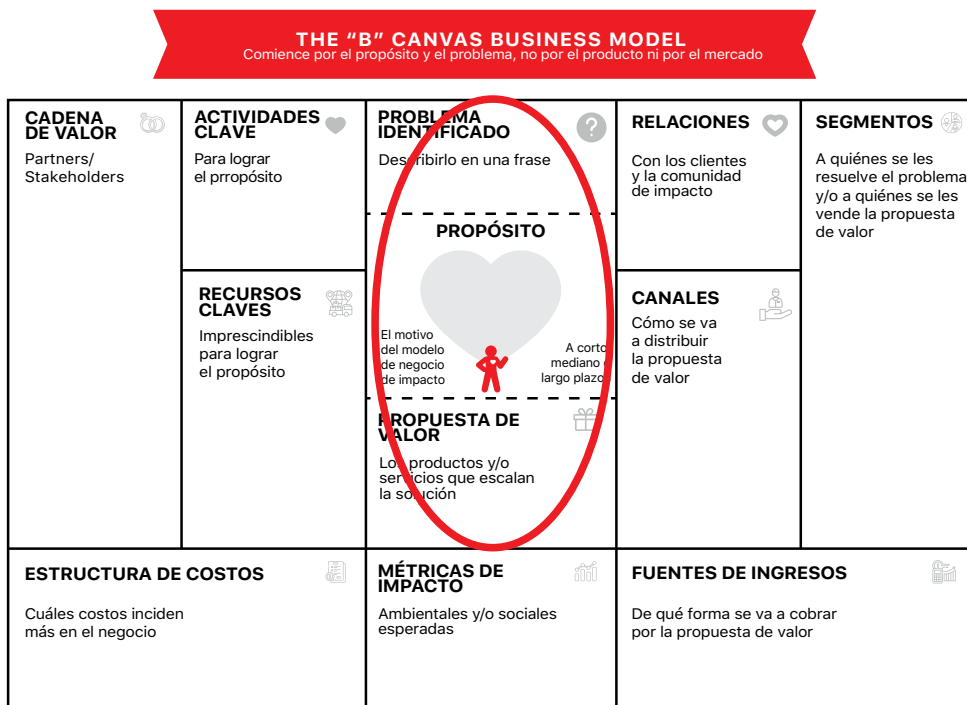 THE “B” CANVAS BUSINESS MODEL
Comience por el propósito y el problema, no por el producto ni por el mercado
CADENA
DE VALOR
Partners/
Stakeholders
ACTIVIDADES
CLAVE
Para lograr
el prropósito
RECURSOS
CLAVES
Imprescindibles
para lograr
el propósito
PROBLEMA
IDENTIFICADO
Describirlo en una frase
PROPÓSITO
El motivo
del modelo
de negocio
de impacto
A corto
mediano o
largo plazo
PROPUESTA DE
VALOR
Los productos y/o
servicios que escalan
la solución
RELACIONES
Con los clientes
y la comunidad
de impacto
CANALES
Cómo se va
a distribuir
la propuesta
de valor
SEGMENTOS
A quiénes se les
resuelve el problema
y/o a quiénes se les
vende la propuesta
de valor
ESTRUCTURA DE COSTOS
Cuáles costos inciden
más en el negocio
MÉTRICAS DE
IMPACTO
Ambientales y/o sociales
esperadas
FUENTES DE INGRESOS
De qué forma se va a cobrar
por la propuesta de valor